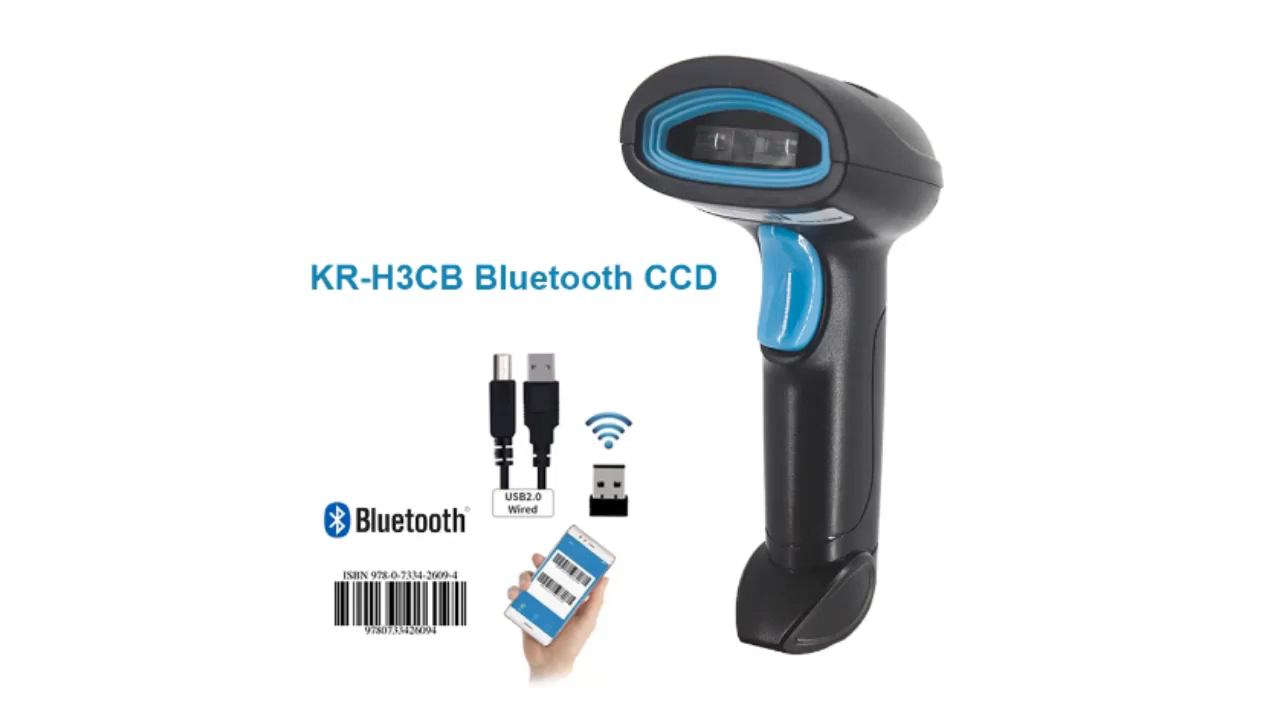 KR-H3CB Bluetooth CCD
USB2.0
Wired
Bluetooth®
ISBN 978-0-7334-2609-4
9780733426094